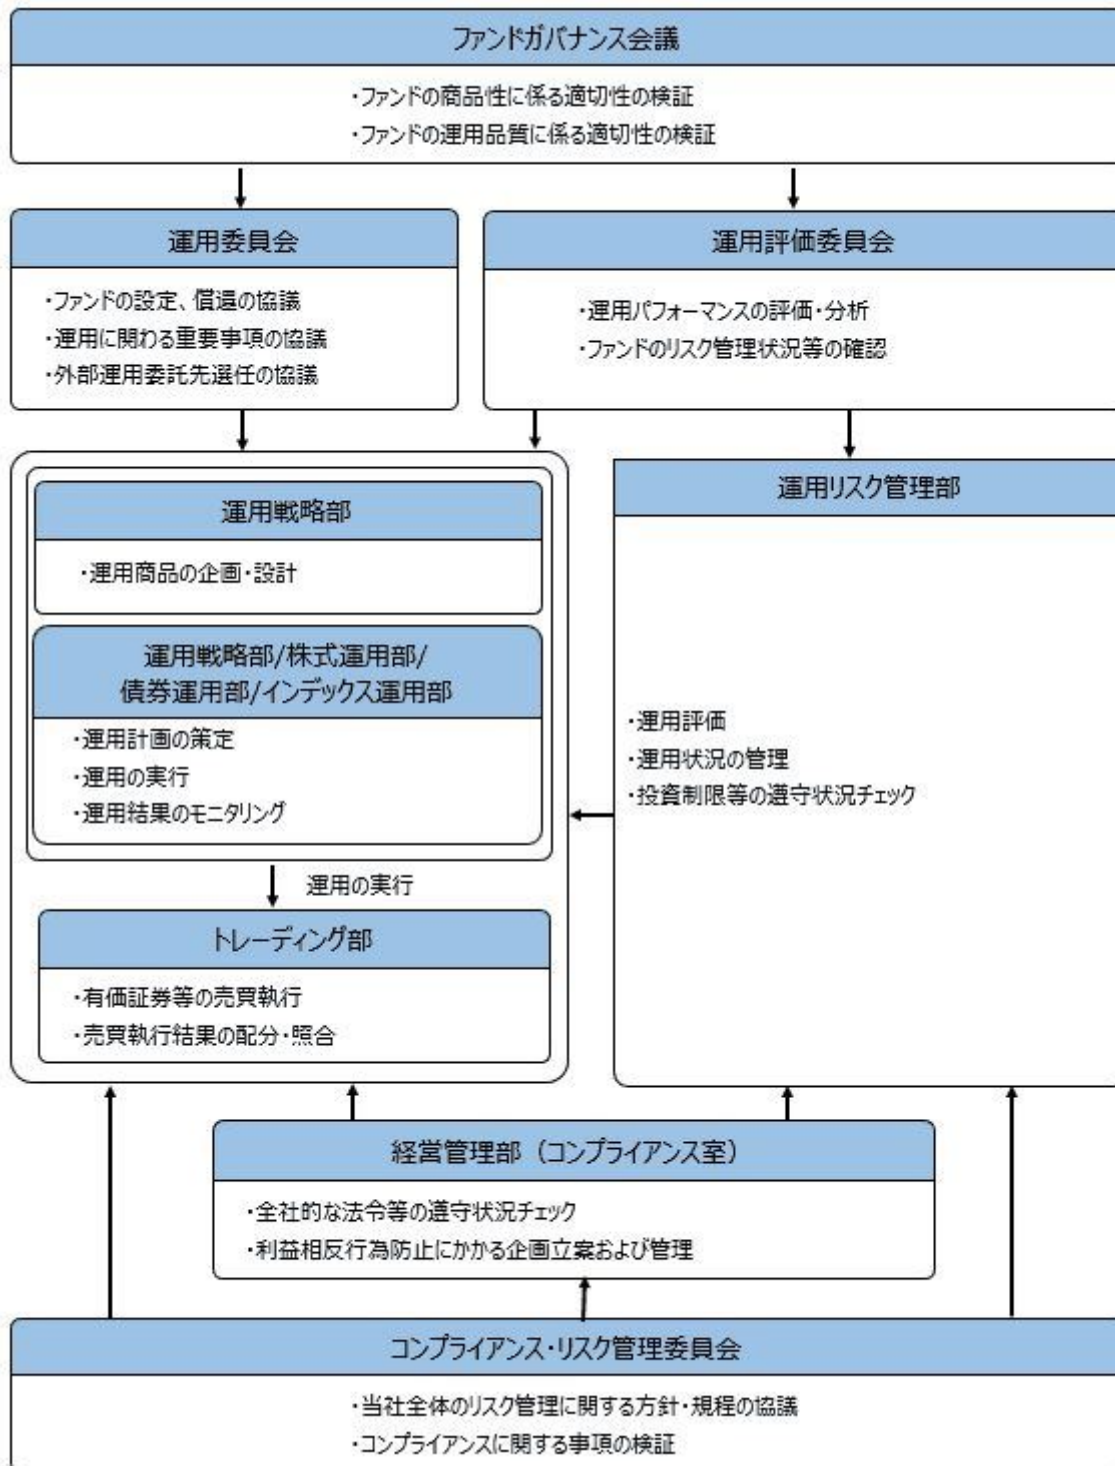 ファンドガバナンス会議
・ファンドの商品性に係る適切性の検証
・ファンドの運用品質に係る適切性の検証
運用委員会
・ファンドの設定、償還の協議
・運用に関わる重要事項の協議
・外部運用委託先選任の協議
運用評価委員会
・運用パフォーマンスの評価・分析
・ファンドのリスク管理状況等の確認
運用戦略部
・運用商品の企画・設計
運用戦略部/株式運用部/
債券運用部/インデックス運用部
・運用計画の策定
・運用の実行
・運用結果のモニタリング
運用の実行
トレーディング部
・有価証券等の売買執行
・売買執行結果の配分・照合
運用リスク管理部
・運用評価
・運用状況の管理
・投資制限等の遵守状況チェック
経営管理部（コンプライアンス室）
・全社的な法令等の遵守状況チェック
・利益相反行為防止にかかる企画立案および管理
コンプライアンス・リスク管理委員会
・当社全体のリスク管理に関する方針・規程の協議
・コンプライアンスに関する事項の検証